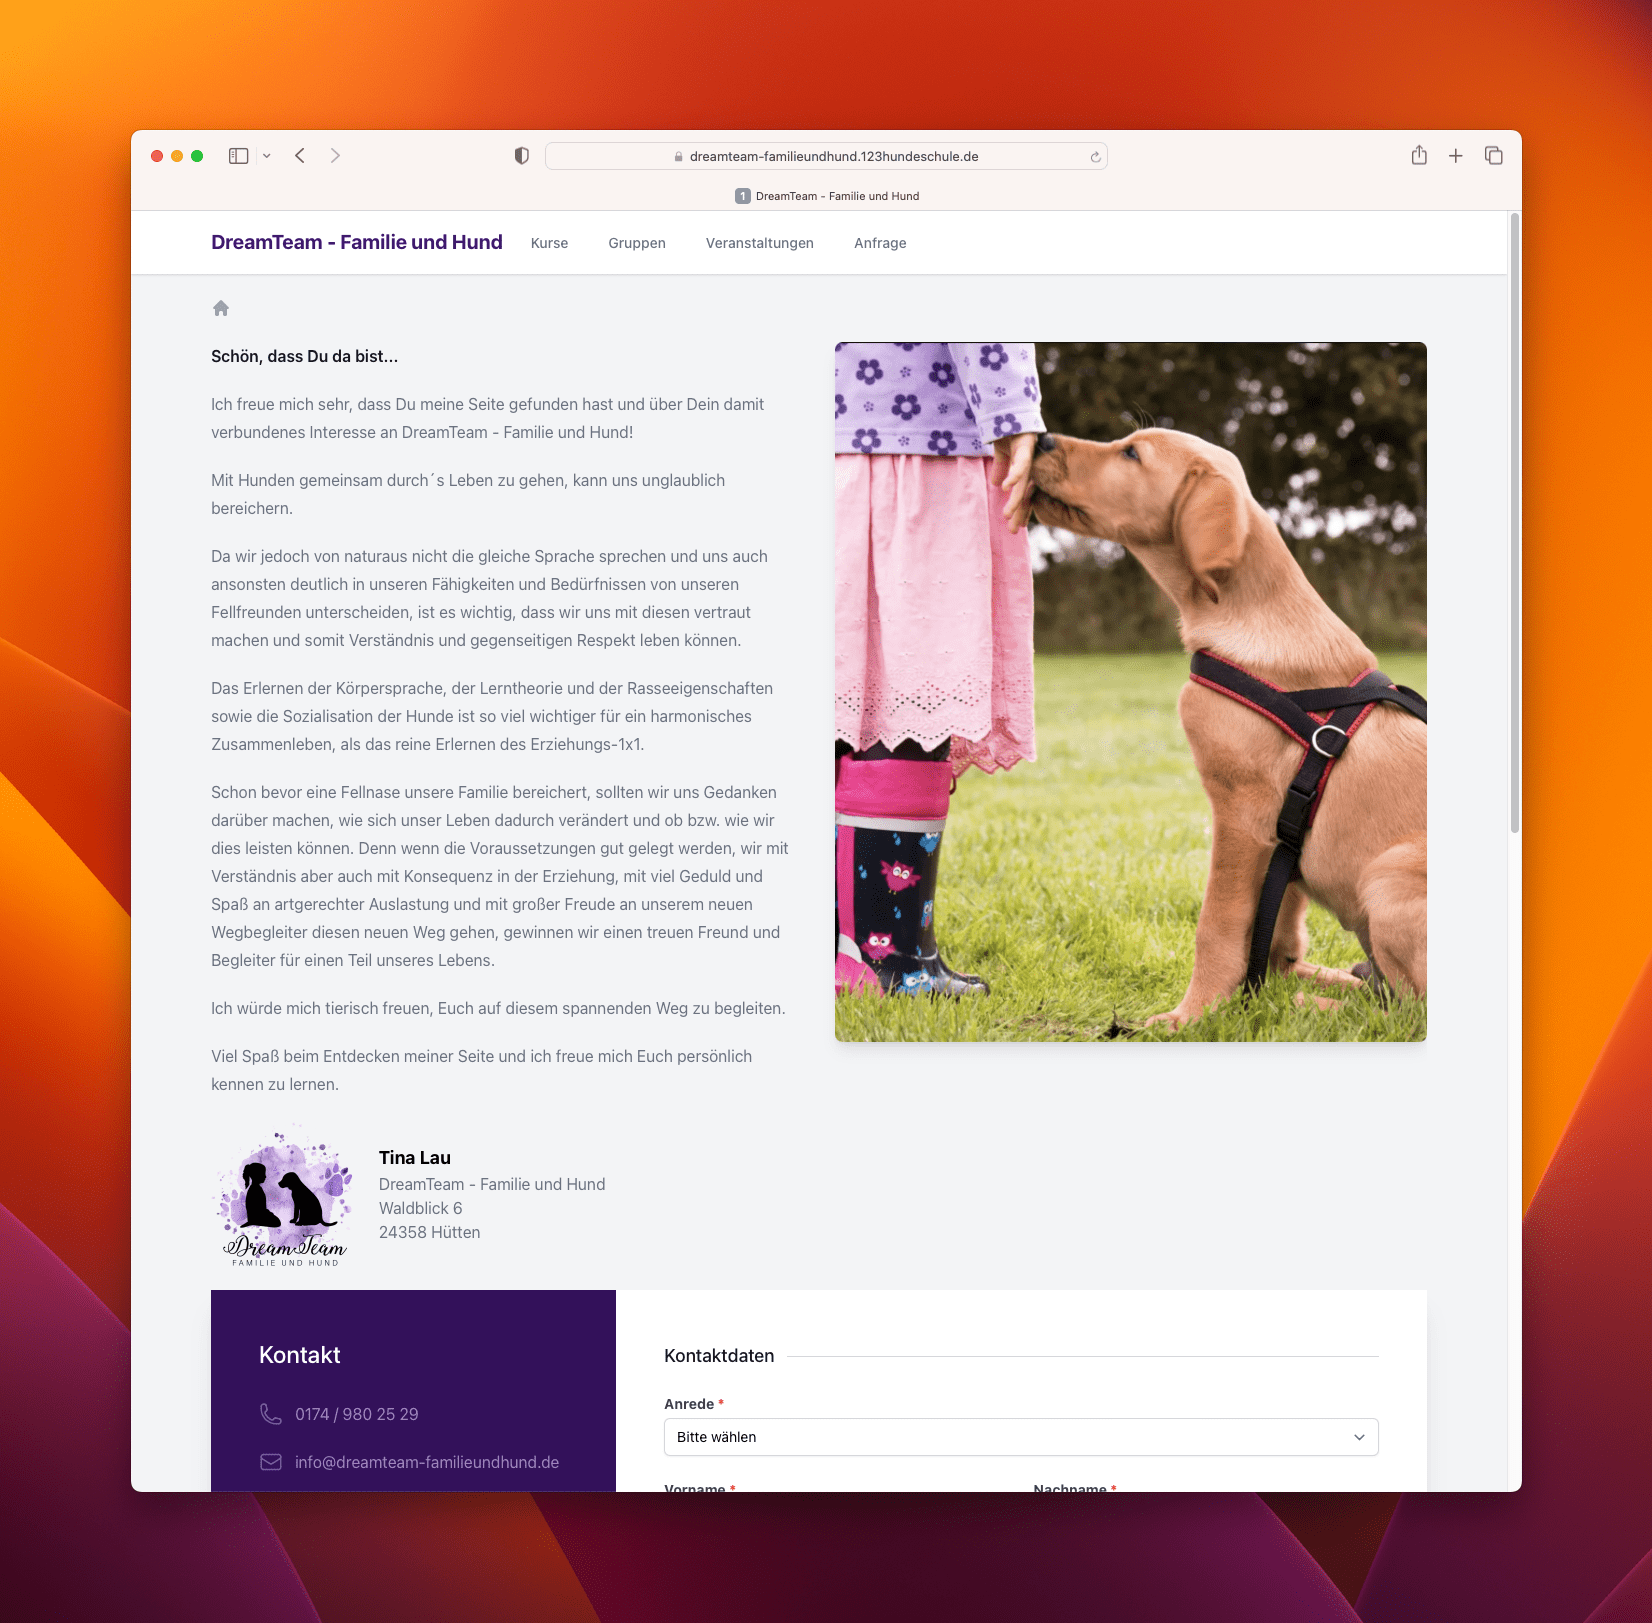 dreamteam-familieundhund.123hundeschule.de
1 DreamTeam - Familie und Hund
DreamTeam - Familie und Hund Kurse Gruppen Veranstaltungen Anfrage
Schön, dass Du da bist...
Ich freue mich sehr, dass Du meine Seite gefunden hast und über Dein damit
verbundenes Interesse an DreamTeam - Familie und Hund!
Mit Hunden gemeinsam durch´s Leben zu gehen, kann uns unglaublich
bereichern.
Da wir jedoch von naturaus nicht die gleiche Sprache sprechen und uns auch
ansonsten deutlich in unseren Fähigkeiten und Bedürfnissen von unseren
Fellfreunden unterscheiden, ist es wichtig, dass wir uns mit diesen vertraut
machen und somit Verständnis und gegenseitigen Respekt leben können.
Das Erlernen der Körpersprache, der Lerntheorie und der Rasseeigenschaften
sowie die Sozialisation der Hunde ist so viel wichtiger für ein harmonisches
Zusammenleben, als das reine Erlernen des Erziehungs-1x1.
Schon bevor eine Fellnase unsere Familie bereichert, sollten wir uns Gedanken
darüber machen, wie sich unser Leben dadurch verändert und ob bzw. wie wir
dies leisten können. Denn wenn die Voraussetzungen gut gelegt werden, wir mit
Verständnis aber auch mit Konsequenz in der Erziehung, mit viel Geduld und
Spaß an artgerechter Auslastung und mit großer Freude an unserem neuen
Wegbegleiter diesen neuen Weg gehen, gewinnen wir einen treuen Freund und
Begleiter für einen Teil unseres Lebens.
Ich würde mich tierisch freuen, Euch auf diesem spannenden Weg zu begleiten.
Viel Spaß beim Entdecken meiner Seite und ich freue mich Euch persönlich
kennen zu lernen.
DreamTeam
FAMILIE UND HUND
Tina Lau
DreamTeam - Familie und Hund
Waldblick 6
24358 Hütten
Kontakt
0174 / 980 25 29
info@dreamteam-familieundhund.de
Kontaktdaten
Anrede *
Bitte wählen
Vorname * Nachname *